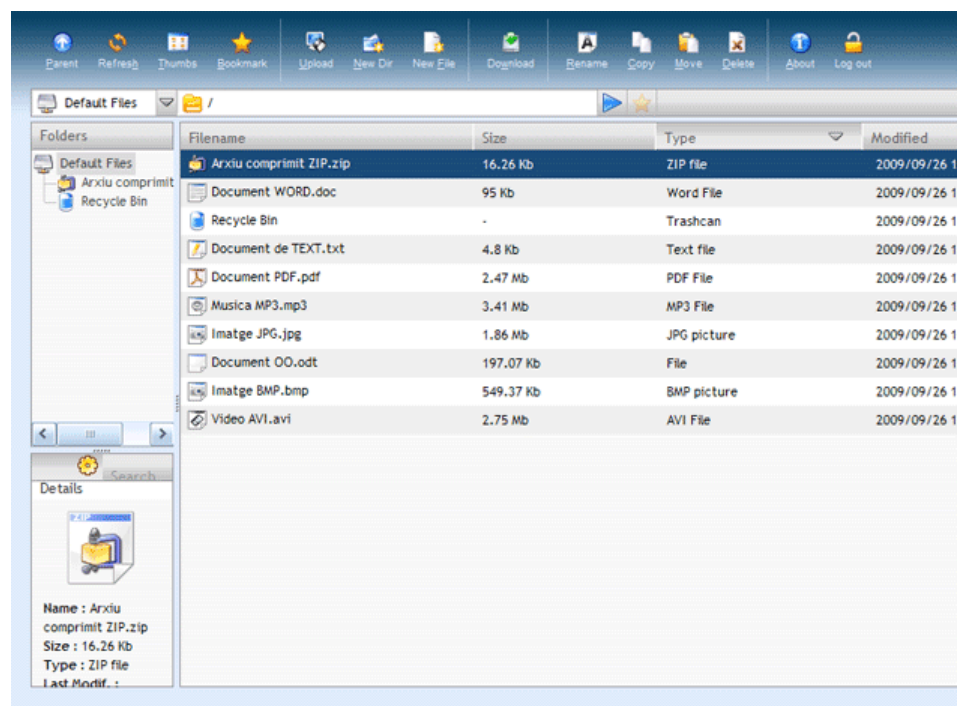 Parent Refresh Thumbs Bookmark Upload New Dir New File Download Rename Copy Move Delete About Log out
Default Files /
Folders
Default Files
Arxiu comprimit
Recycle Bin
Filename Size Type Modified
Arxiu comprimit ZIP.zip 16.26 Kb ZIP file 2009/09/26 1
Document WORD.doc 95 Kb Word File 2009/09/26 1
Recycle Bin - Trashcan 2009/09/26 1
Document de TEXT.txt 4.8 Kb Text file 2009/09/26 1
Document PDF.pdf 2.47 Mb PDF File 2009/09/26 1
Musica MP3.mp3 3.41 Mb MP3 File 2009/09/26 1
Imatge JPG.jpg 1.86 Mb JPG picture 2009/09/26 1
Document OO.odt 197.07 Kb File 2009/09/26 1
Imatge BMP.bmp 549.37 Kb BMP picture 2009/09/26 1
Video AVI.avi 2.75 Mb AVI File 2009/09/26 1
Search
Details
Name : Arxiu
comprimit ZIP.zip
Size : 16.26 Kb
Type : ZIP file
Last Modif. :